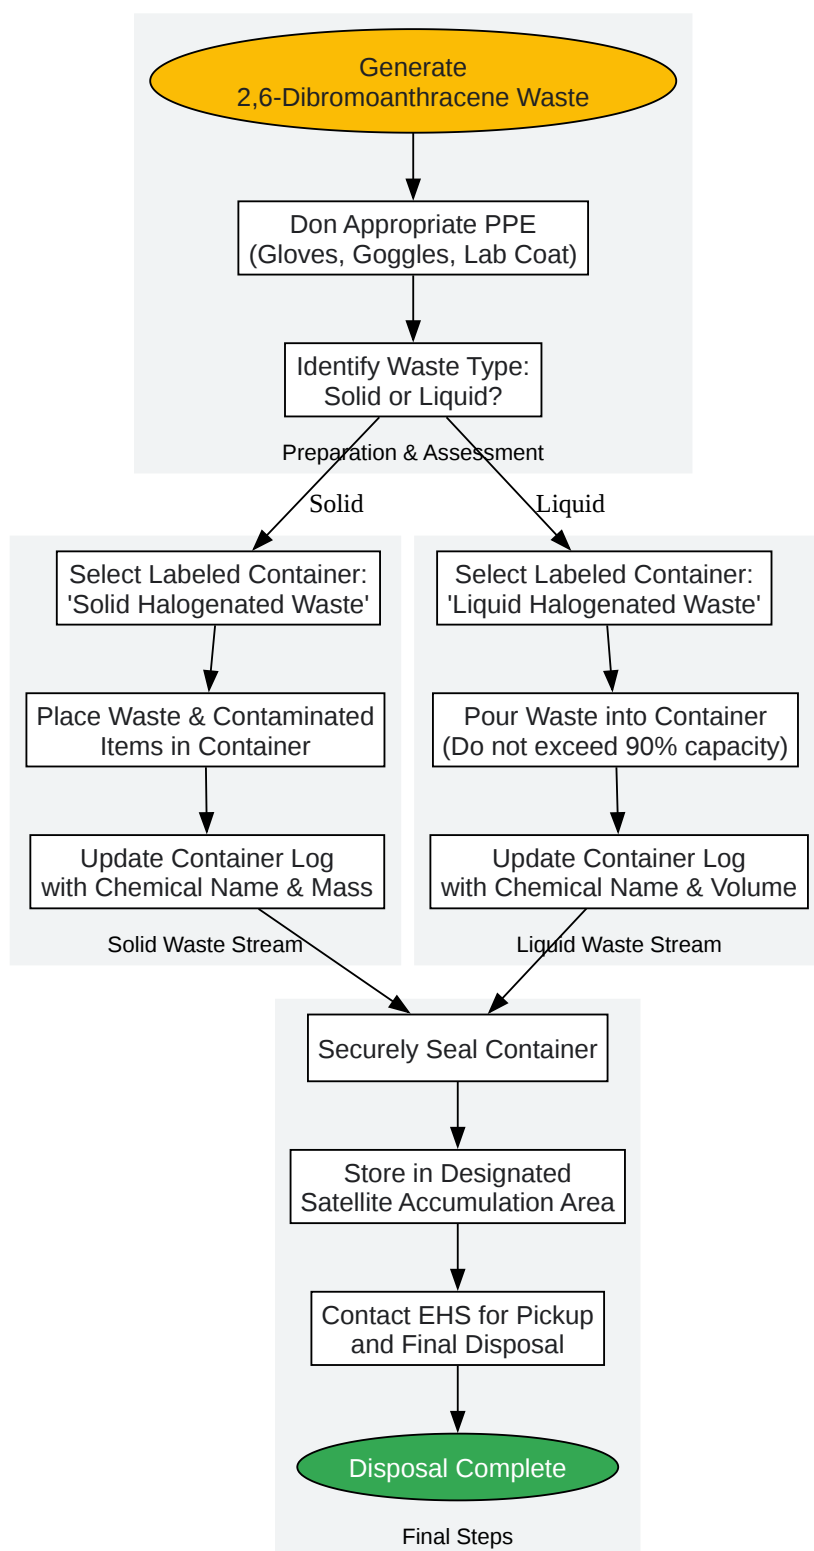 Generate
2,6-Dibromoanthracene Waste
Don Appropriate PPE
(Gloves, Goggles, Lab Coat)
Identify Waste Type:
Solid or Liquid?
Preparation & Assessment
Solid
Liquid
Select Labeled Container:
'Solid Halogenated Waste'
Place Waste & Contaminated
Items in Container
Update Container Log
with Chemical Name & Mass
Solid Waste Stream
Select Labeled Container:
'Liquid Halogenated Waste'
Pour Waste into Container
(Do not exceed 90% capacity)
Update Container Log
with Chemical Name & Volume
Liquid Waste Stream
Securely Seal Container
Store in Designated
Satellite Accumulation Area
Contact EHS for Pickup
and Final Disposal
Disposal Complete
Final Steps